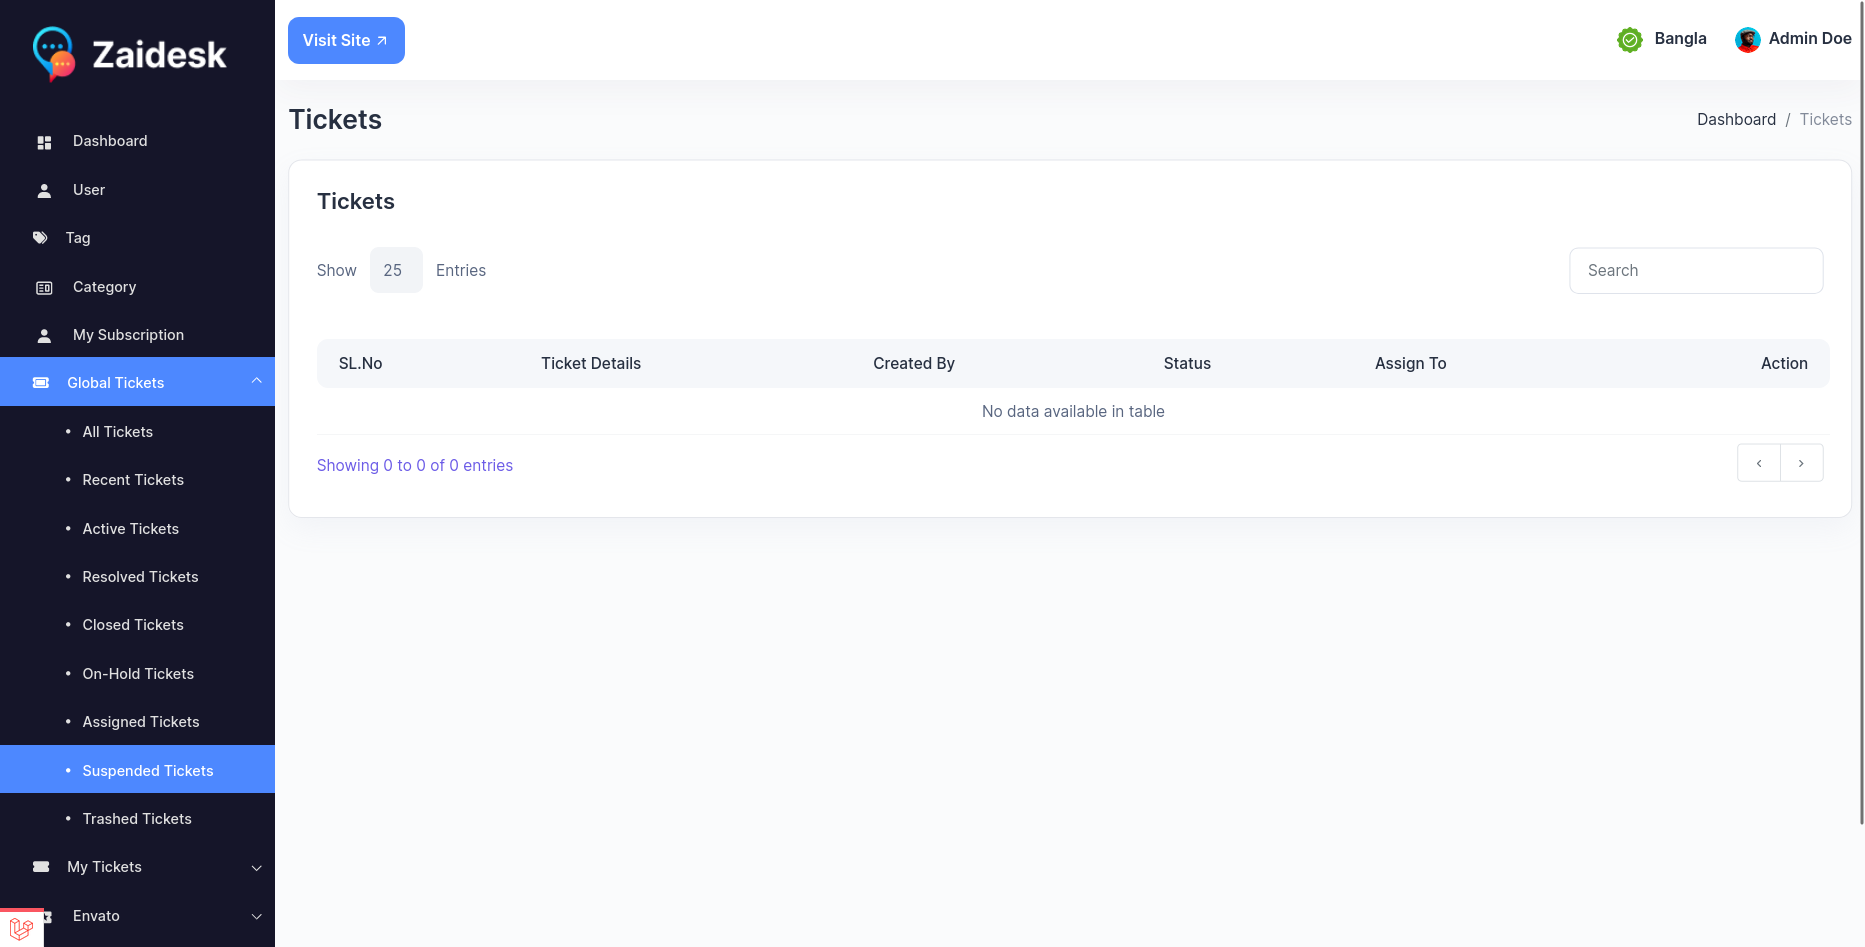 Zaidesk
Visit Site
Bangla
Admin Doe
Dashboard
User
Tag
Category
My Subscription
Global Tickets
All Tickets
Recent Tickets
Active Tickets
Resolved Tickets
Closed Tickets
On-Hold Tickets
Assigned Tickets
Suspended Tickets
Trashed Tickets
My Tickets
Envato
Tickets
Dashboard / Tickets
Tickets
Show 25 Entries
Search
SL.No Ticket Details Created By Status Assign To Action
No data available in table
Showing 0 to 0 of 0 entries
‹ ›